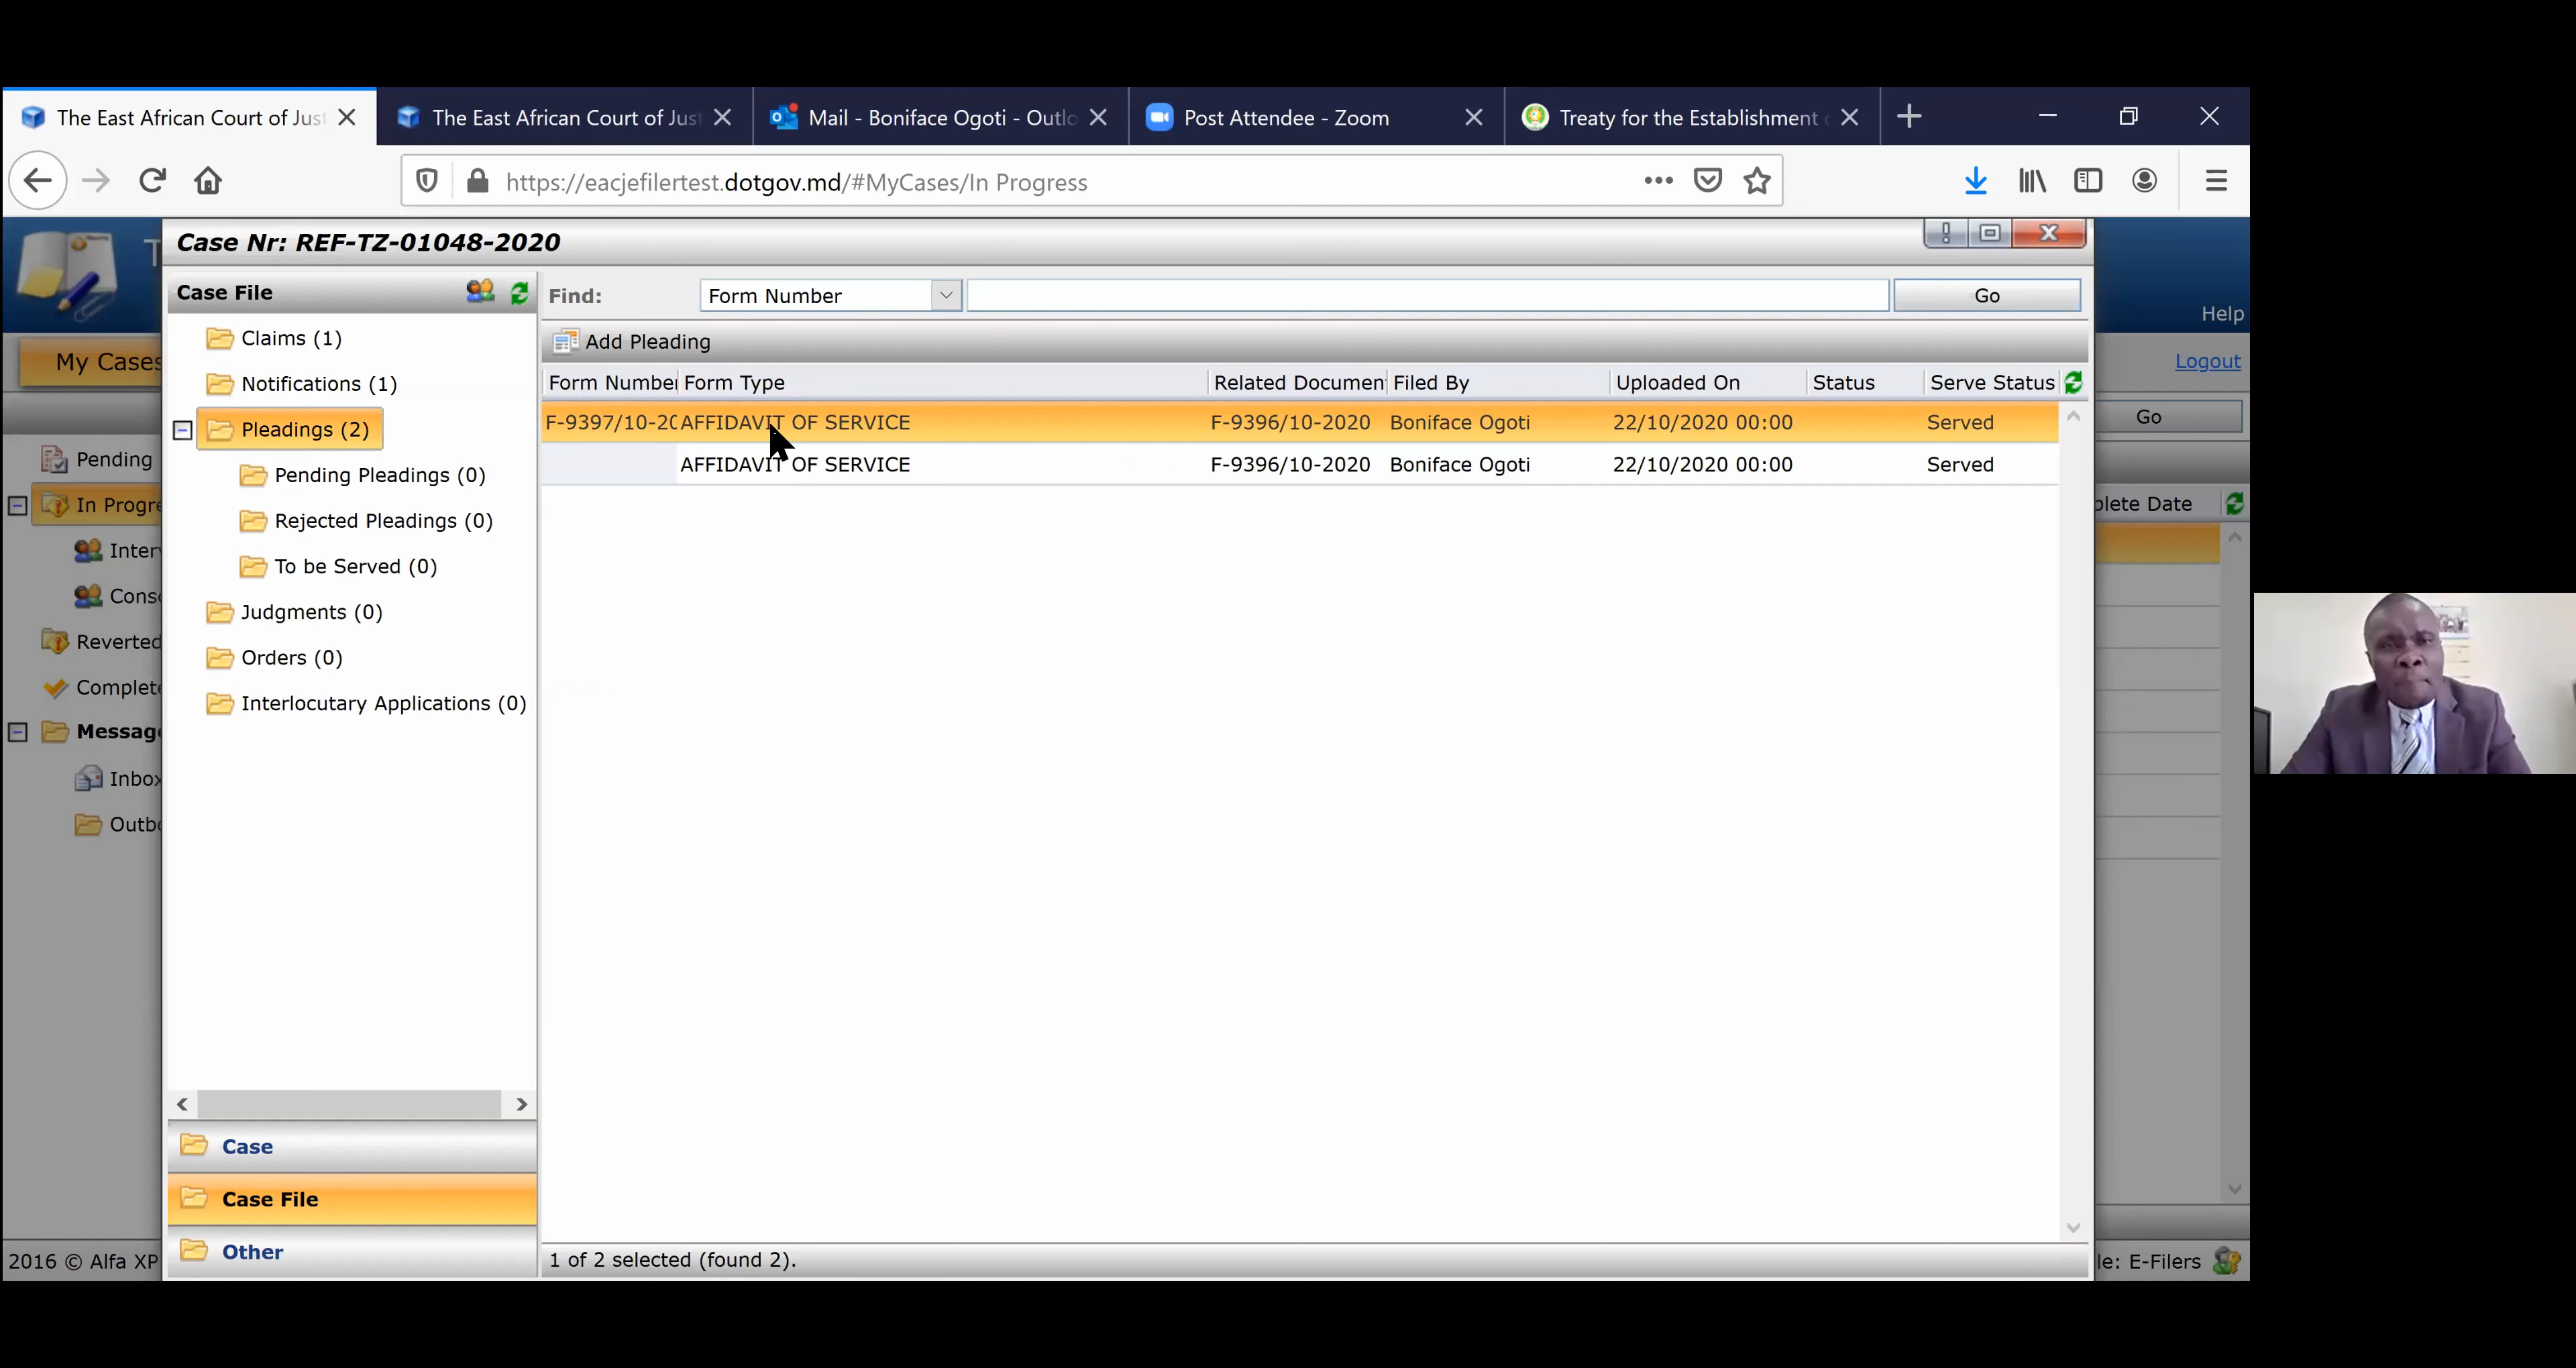 The East African Court of Jus
The East African Court of Jus
Mail - Boniface Ogoti - Outlo
Post Attendee - Zoom
Treaty for the Establishment
https://eacjefilertest.dotgov.md/#MyCases/In Progress
Case Nr: REF-TZ-01048-2020
T
Help
My Cases
Logout
Case File
Find:
Form Number
Go
Add Pleading
Form Number
Form Type
Related Documen
Filed By
Uploaded On
Status
Serve Status
F-9397/10-20
AFFIDAVIT OF SERVICE
F-9396/10-2020
Boniface Ogoti
22/10/2020 00:00
Served
AFFIDAVIT OF SERVICE
F-9396/10-2020
Boniface Ogoti
22/10/2020 00:00
Served
Claims (1)
Notifications (1)
Pleadings (2)
Pending Pleadings (0)
Rejected Pleadings (0)
To be Served (0)
Judgments (0)
Orders (0)
Interlocutary Applications (0)
Case
Case File
Other
1 of 2 selected (found 2).
Pending
In Progre
Interv
Conso
Reverted
Complete
Messag
Inbox
Outbo
Go
plete Date
2016 © Alfa XP
le: E-Filers